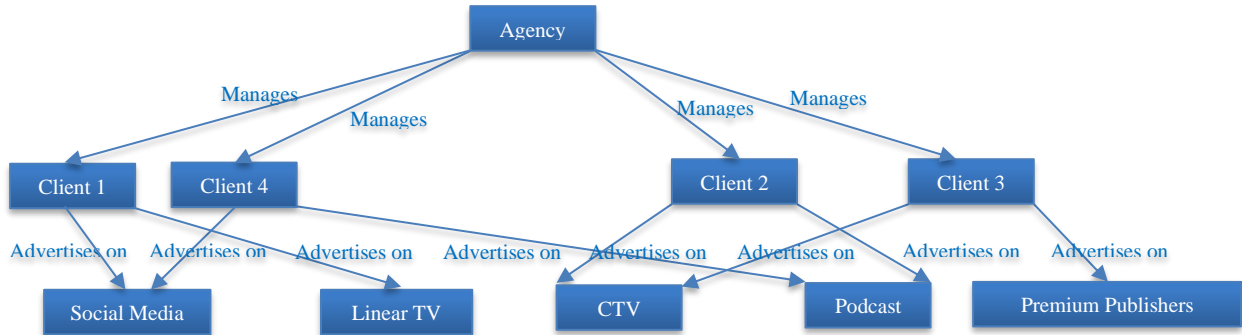 Agency
Manages
Manages
Manages
Manages
Client 1
Client 4
Client 2
Client 3
Advertises on
Advertises on
Advertises on
Advertises on
Advertises on
Advertises on
Advertises on
Advertises on
Social Media
Linear TV
CTV
Podcast
Premium Publishers